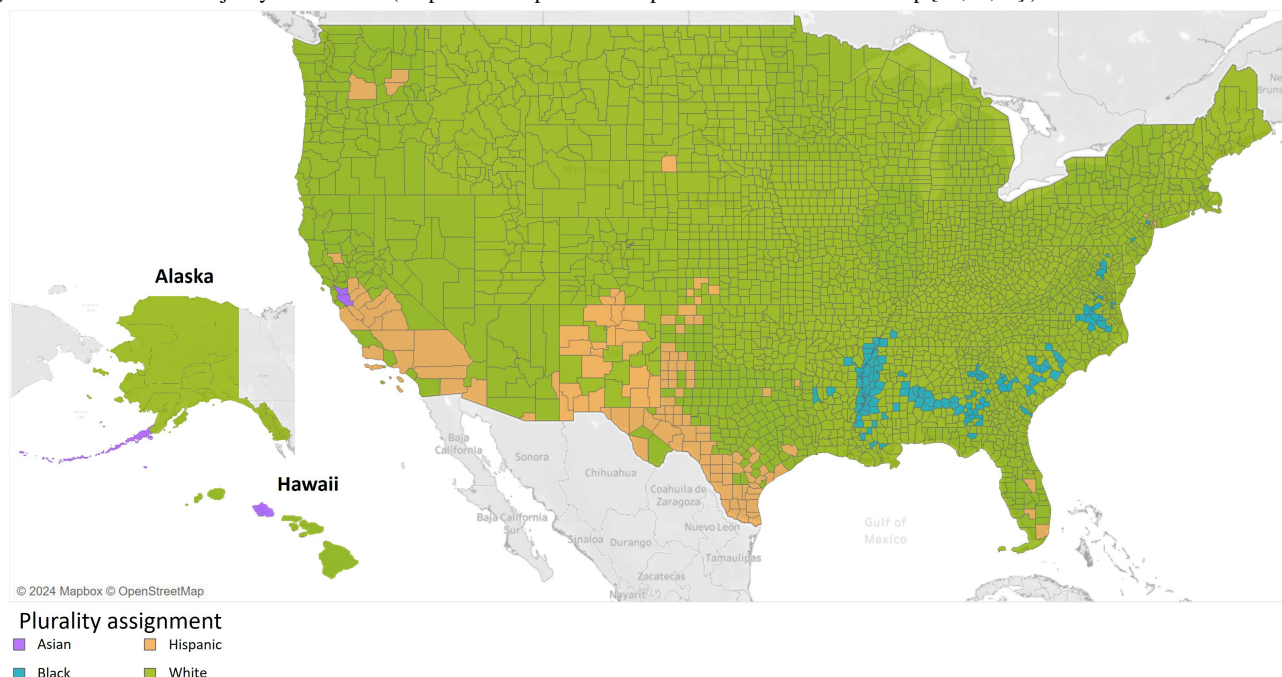 Alaska
Hawaii
Baja
California
Sonora
Chihuahua
Coahuila de
Zaragoza
Baja California
Sur
Sinaloa
Durango
Nuevo León
Tamaulipas
Zacatecas
Nayarit
Gulf of
Mexico
© 2024 Mapbox © OpenStreetMap
Plurality assignment
Asian
Hispanic
Black
White